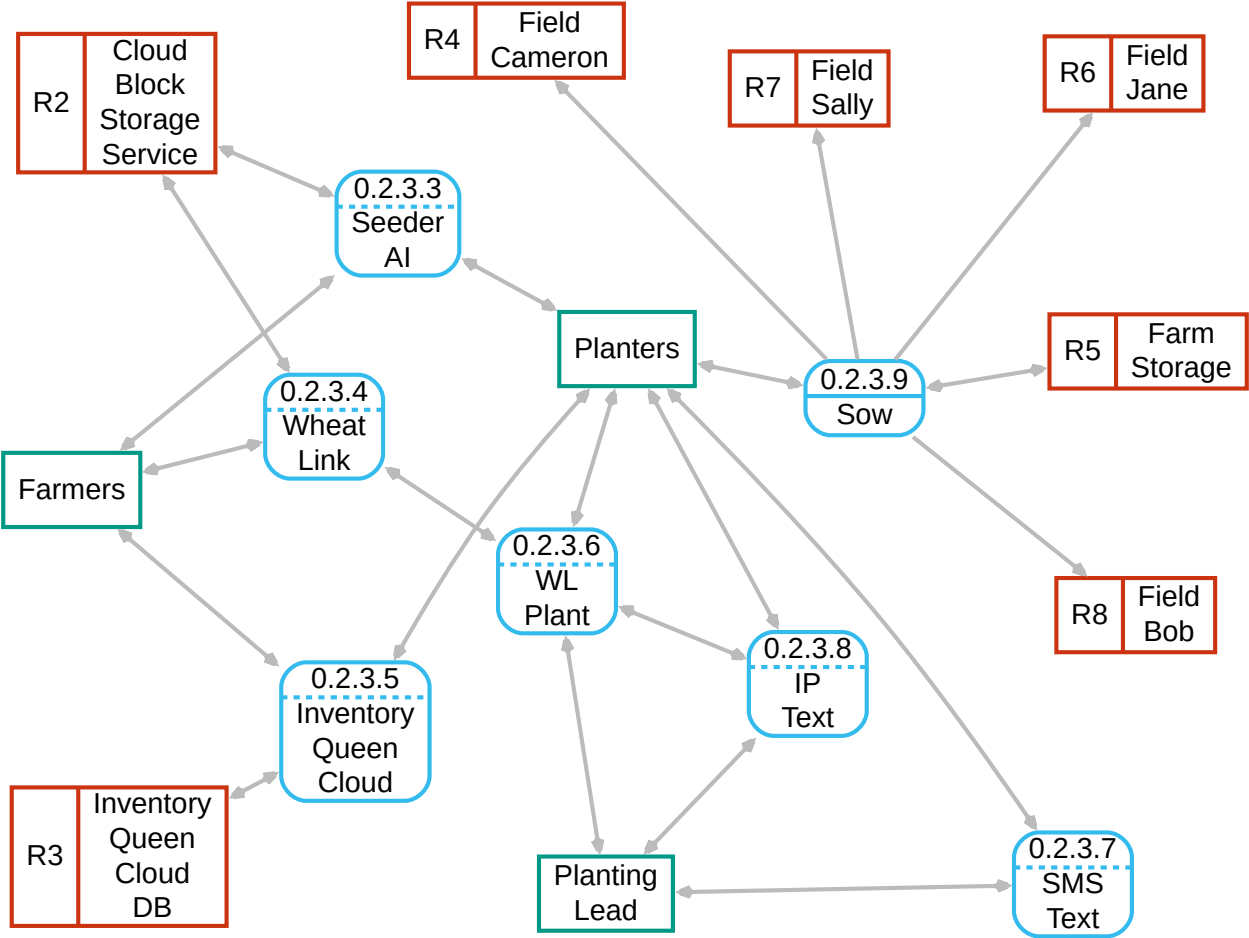 R4
Field
Cameron
R2
Cloud
Block
Storage
Service
R7
Field
Sally
R6
Field
Jane
0.2.3.3
Seeder
AI
Planters
R5
Farm
Storage
0.2.3.9
Sow
0.2.3.4
Wheat
Link
Farmers
0.2.3.6
WL
Plant
R8
Field
Bob
0.2.3.8
IP
Text
0.2.3.5
Inventory
Queen
Cloud
R3
Inventory
Queen
Cloud
DB
Planting
Lead
0.2.3.7
SMS
Text